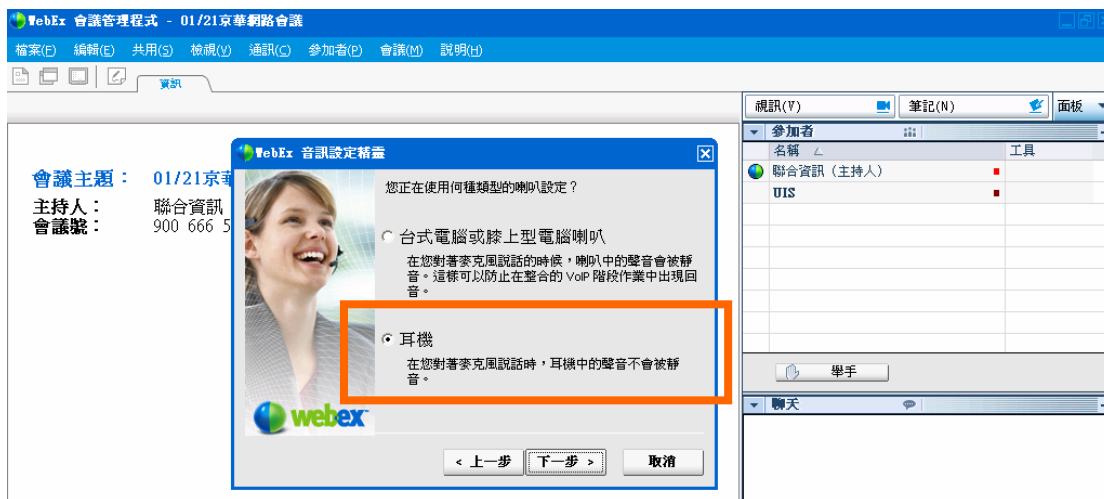 WebEx 會議管理程式 - 01/21京華網路會議
檔案(F) 編輯(E) 共用(S) 檢視(V) 通訊(C) 參加者(P) 會議(M) 說明(H)
資訊
視訊(V) 筆記(N) 面板
參加者
名稱 工具
聯合資訊 (主持人)
UIS
舉手
聊天
會議主題： 01/21京華
主持人： 聯合資訊
會議號： 900 666 5
WebEx 音訊設定精靈
您正在使用何種類型的喇叭設定？
台式電腦或膝上型電腦喇叭
在您對著麥克風說話的時候，喇叭中的聲音會被靜
音。這樣可以防止在整合的 VoIP 階段作業中出現回
音。
耳機
在您對著麥克風說話時，耳機中的聲音不會被靜
音。
webex
< 上一步 下一步 > 取消